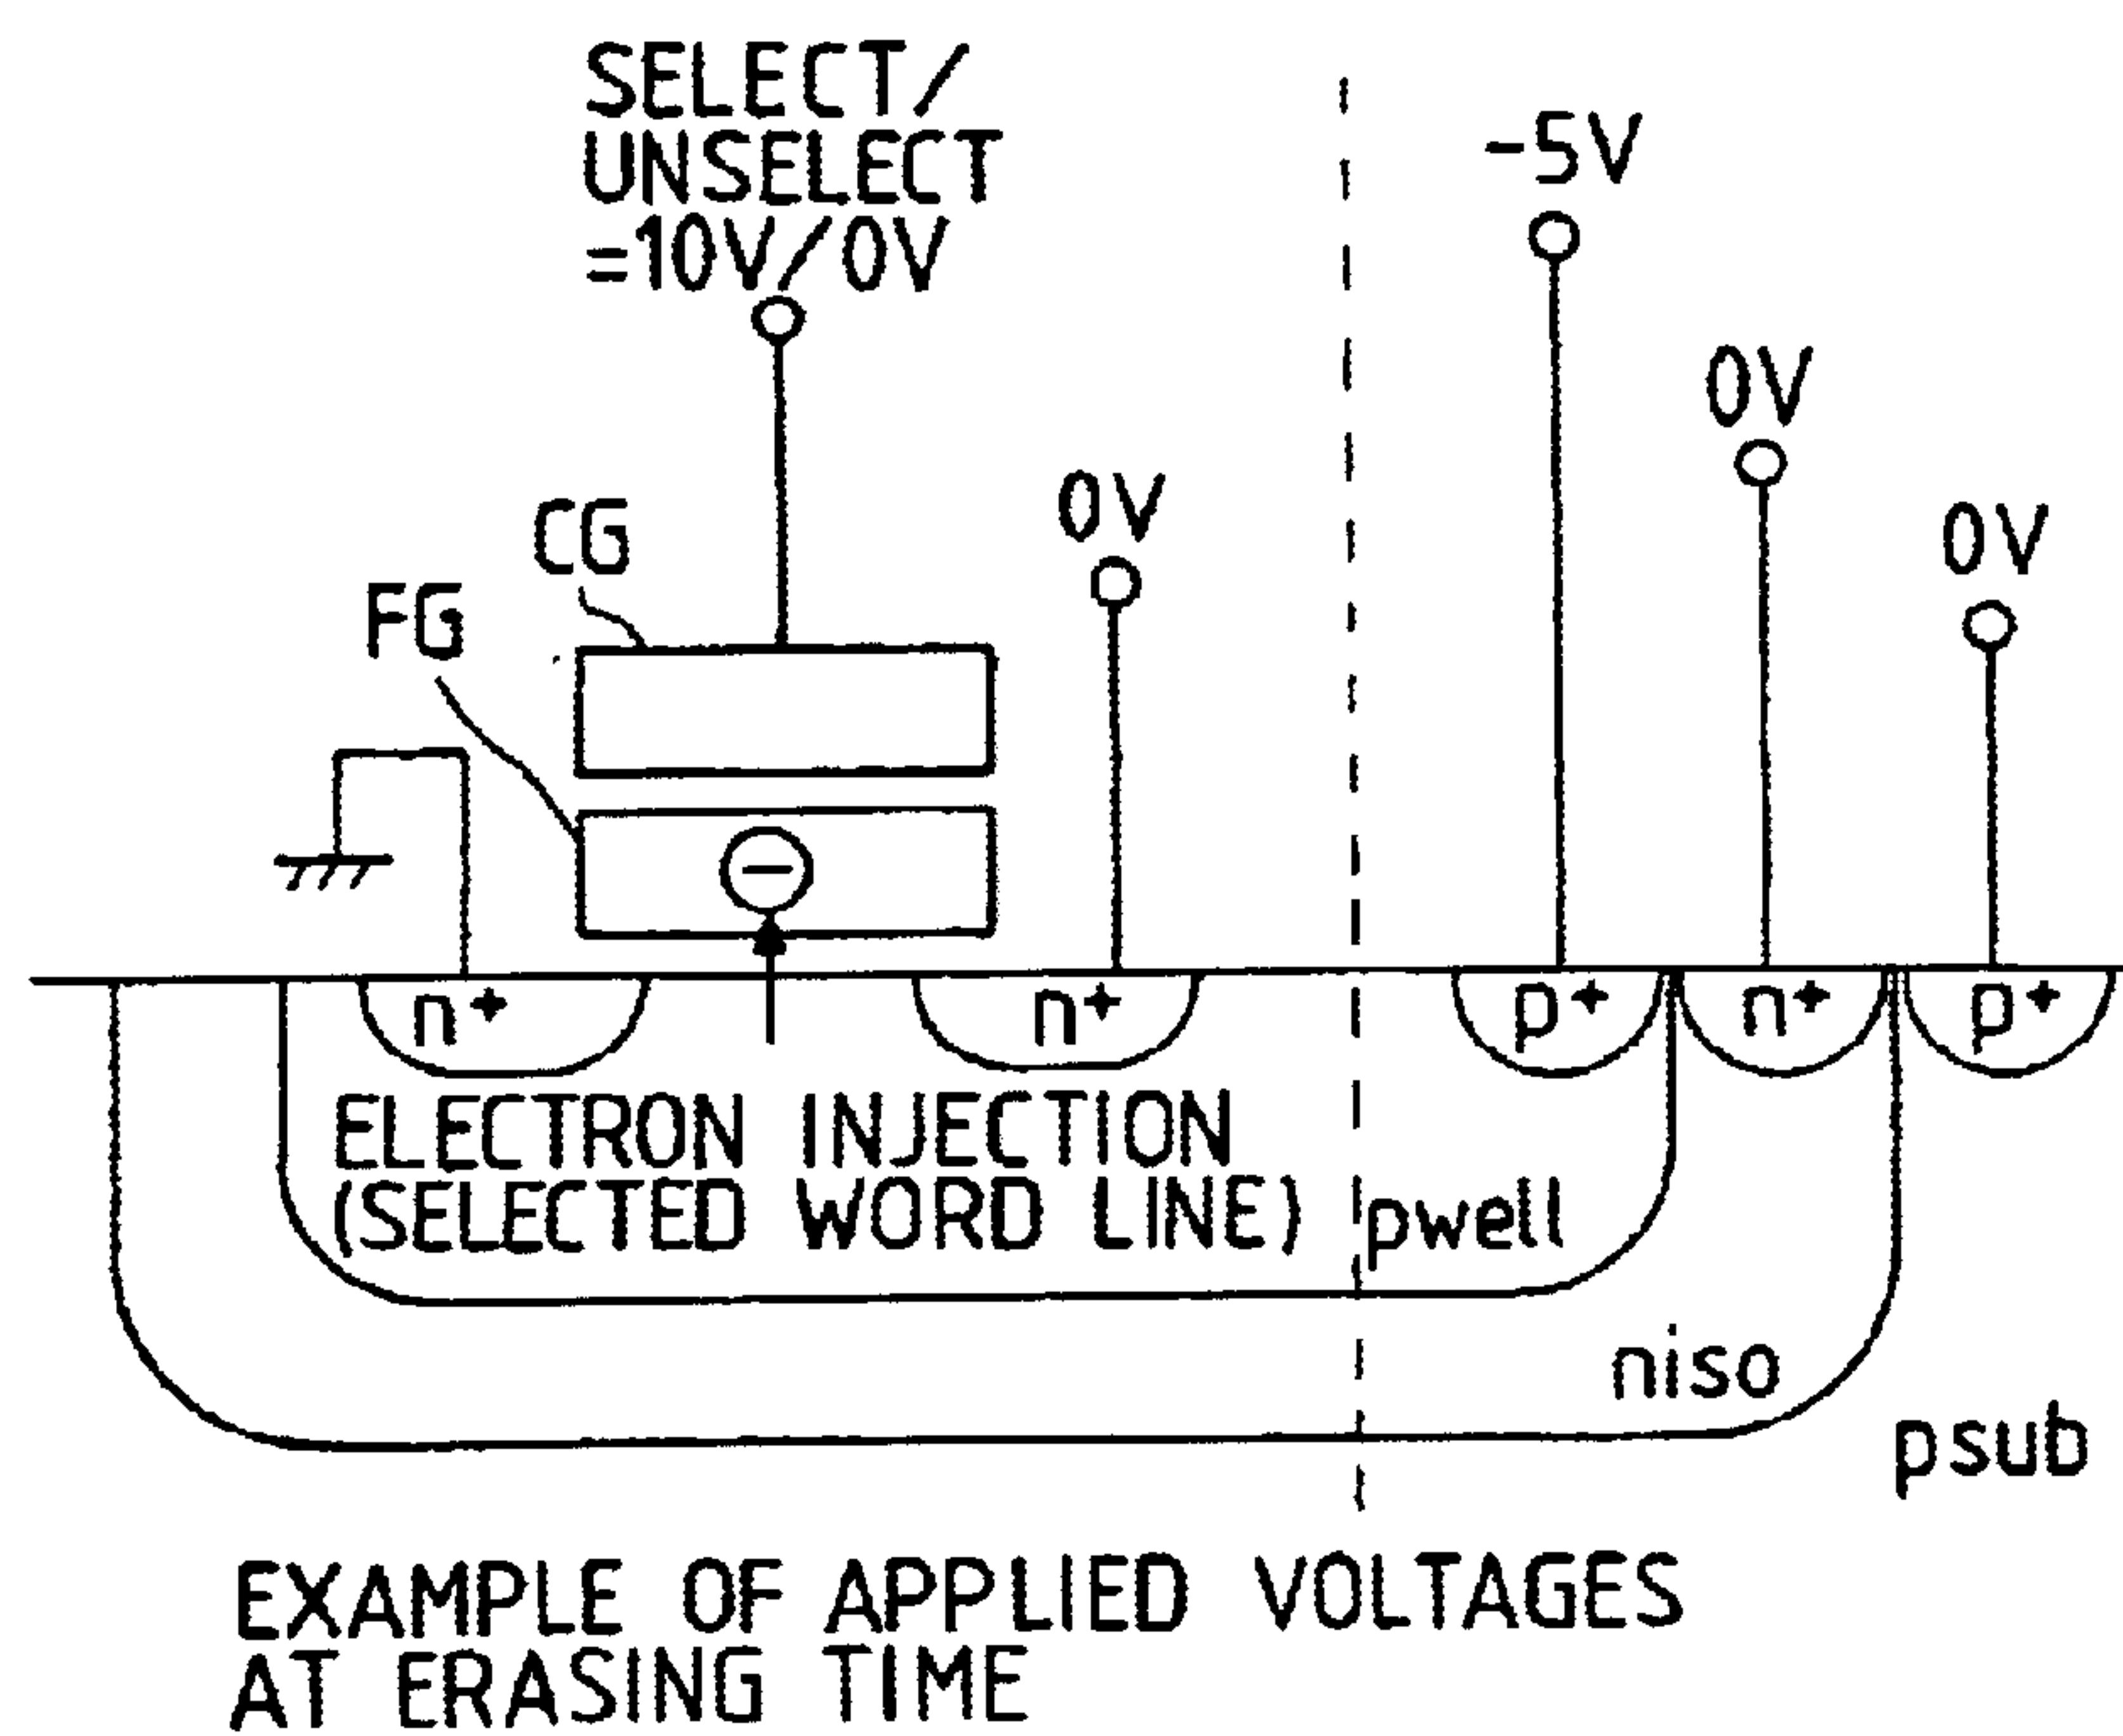 SELECT/
UNSELECT
=10V/0V
-5V
0V
0V
0V
CG
FG
n+
n+
p+
n+
p+
ELECTRON INJECTION
(SELECTED WORD LINE)
pwell
niso
psub
EXAMPLE OF APPLIED VOLTAGES
AT ERASING TIME